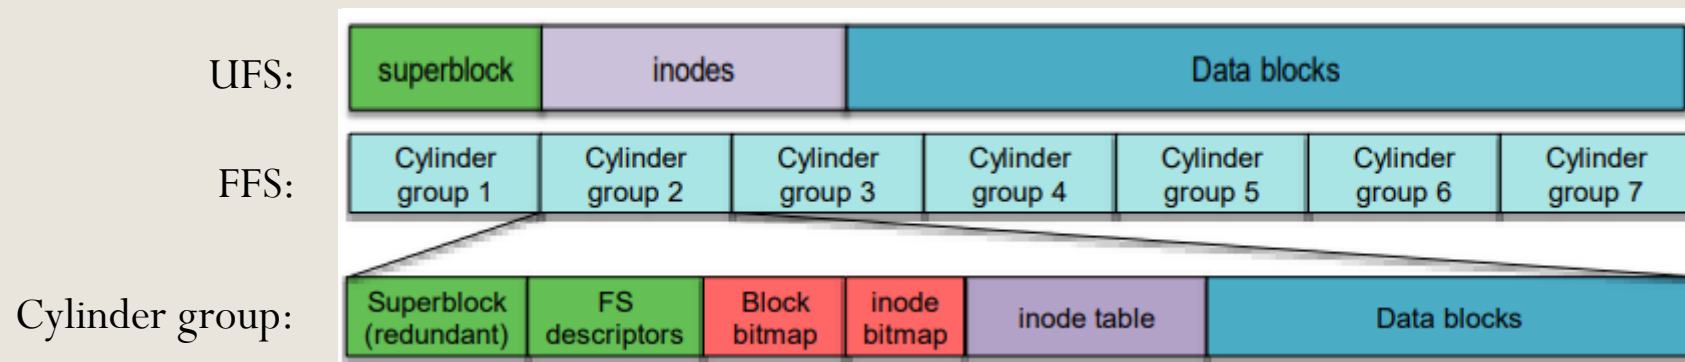 UFS: superblock inodes Data blocks
FFS: Cylinder group 1 Cylinder group 2 Cylinder group 3 Cylinder group 4 Cylinder group 5 Cylinder group 6 Cylinder group 7
Cylinder group: Superblock (redundant) FS descriptors Block bitmap inode bitmap inode table Data blocks